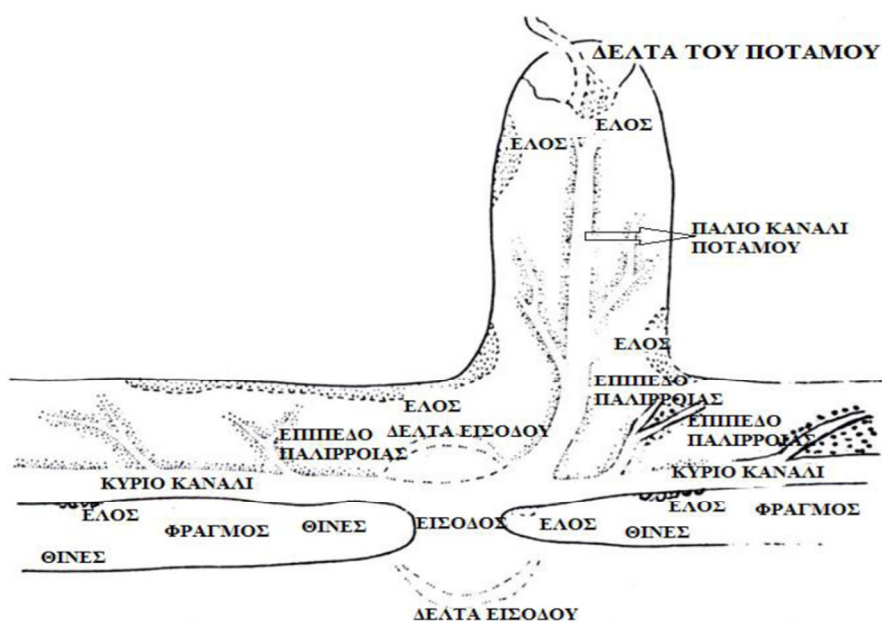 ΔΕΛΤΑ ΤΟΥ ΠΟΤΑΜΟΥ
ΕΛΟΣ
ΕΛΟΣ
ΠΑΛΙΟ ΚΑΝΑΛΙ
ΠΟΤΑΜΟΥ
ΕΛΟΣ
ΕΠΙΠΕΔΟ
ΠΑΛΙΡΡΟΙΑΣ
ΕΛΟΣ
ΔΕΛΤΑ ΕΙΣΟΔΟΥ
ΕΠΙΠΕΔΟ
ΠΑΛΙΡΡΟΙΑΣ
ΕΠΙΠΕΔΟ
ΠΑΛΙΡΡΟΙΑΣ
ΚΥΡΙΟ ΚΑΝΑΛΙ
ΚΥΡΙΟ ΚΑΝΑΛΙ
ΕΛΟΣ
ΦΡΑΓΜΟΣ
ΘΙΝΕΣ
ΕΙΣΟΔΟΣ
ΕΛΟΣ
ΕΛΟΣ
ΦΡΑΓΜΟΣ
ΘΙΝΕΣ
ΘΙΝΕΣ
ΔΕΛΤΑ ΕΙΣΟΔΟΥ